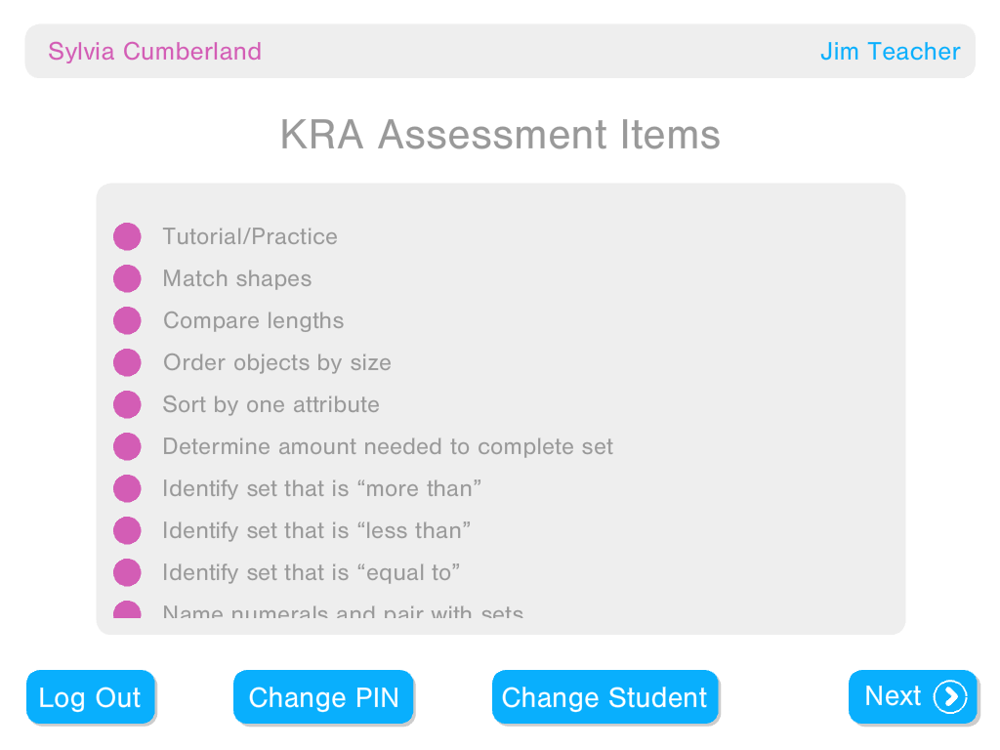 Sylvia Cumberland Jim Teacher
KRA Assessment Items
Tutorial/Practice
Match shapes
Compare lengths
Order objects by size
Sort by one attribute
Determine amount needed to complete set
Identify set that is “more than”
Identify set that is “less than”
Identify set that is “equal to”
Name numerals and pair with sets
Log Out Change PIN Change Student Next